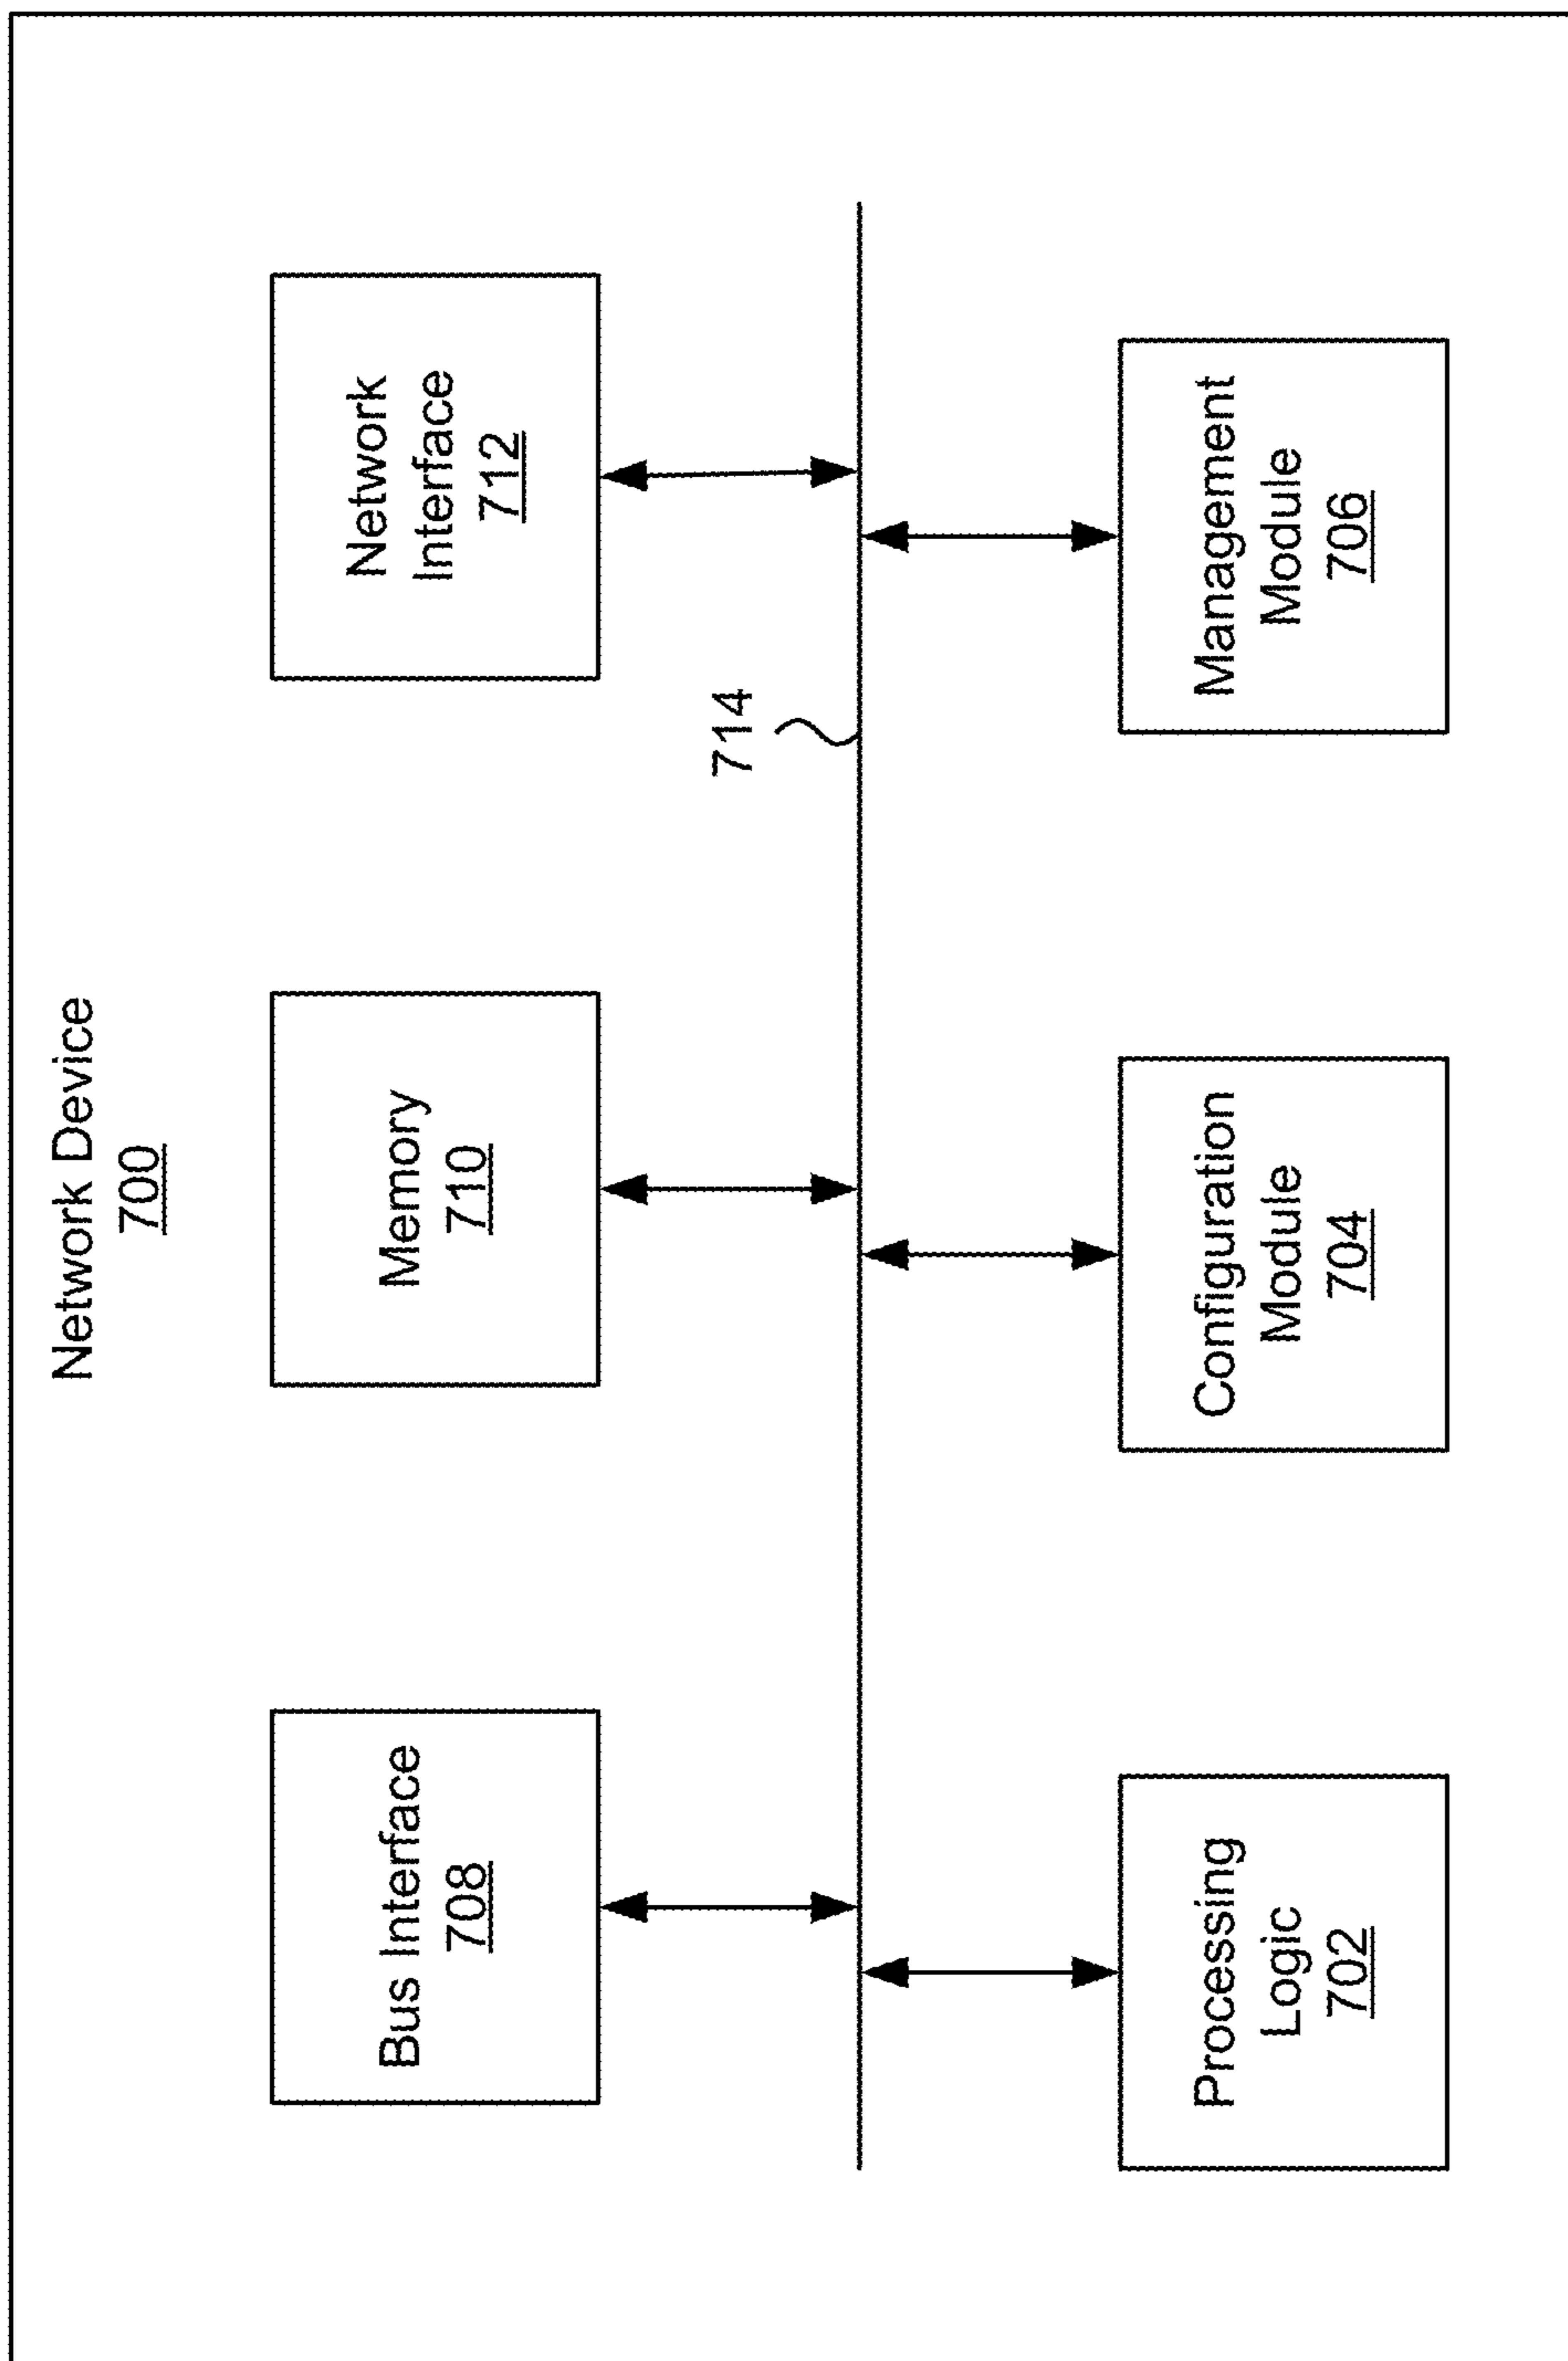 Network Device
700
Bus Interface
708
Memory
710
Network
Interface
712
714
Processing
Logic
702
Configuration
Module
704
Management
Module
706